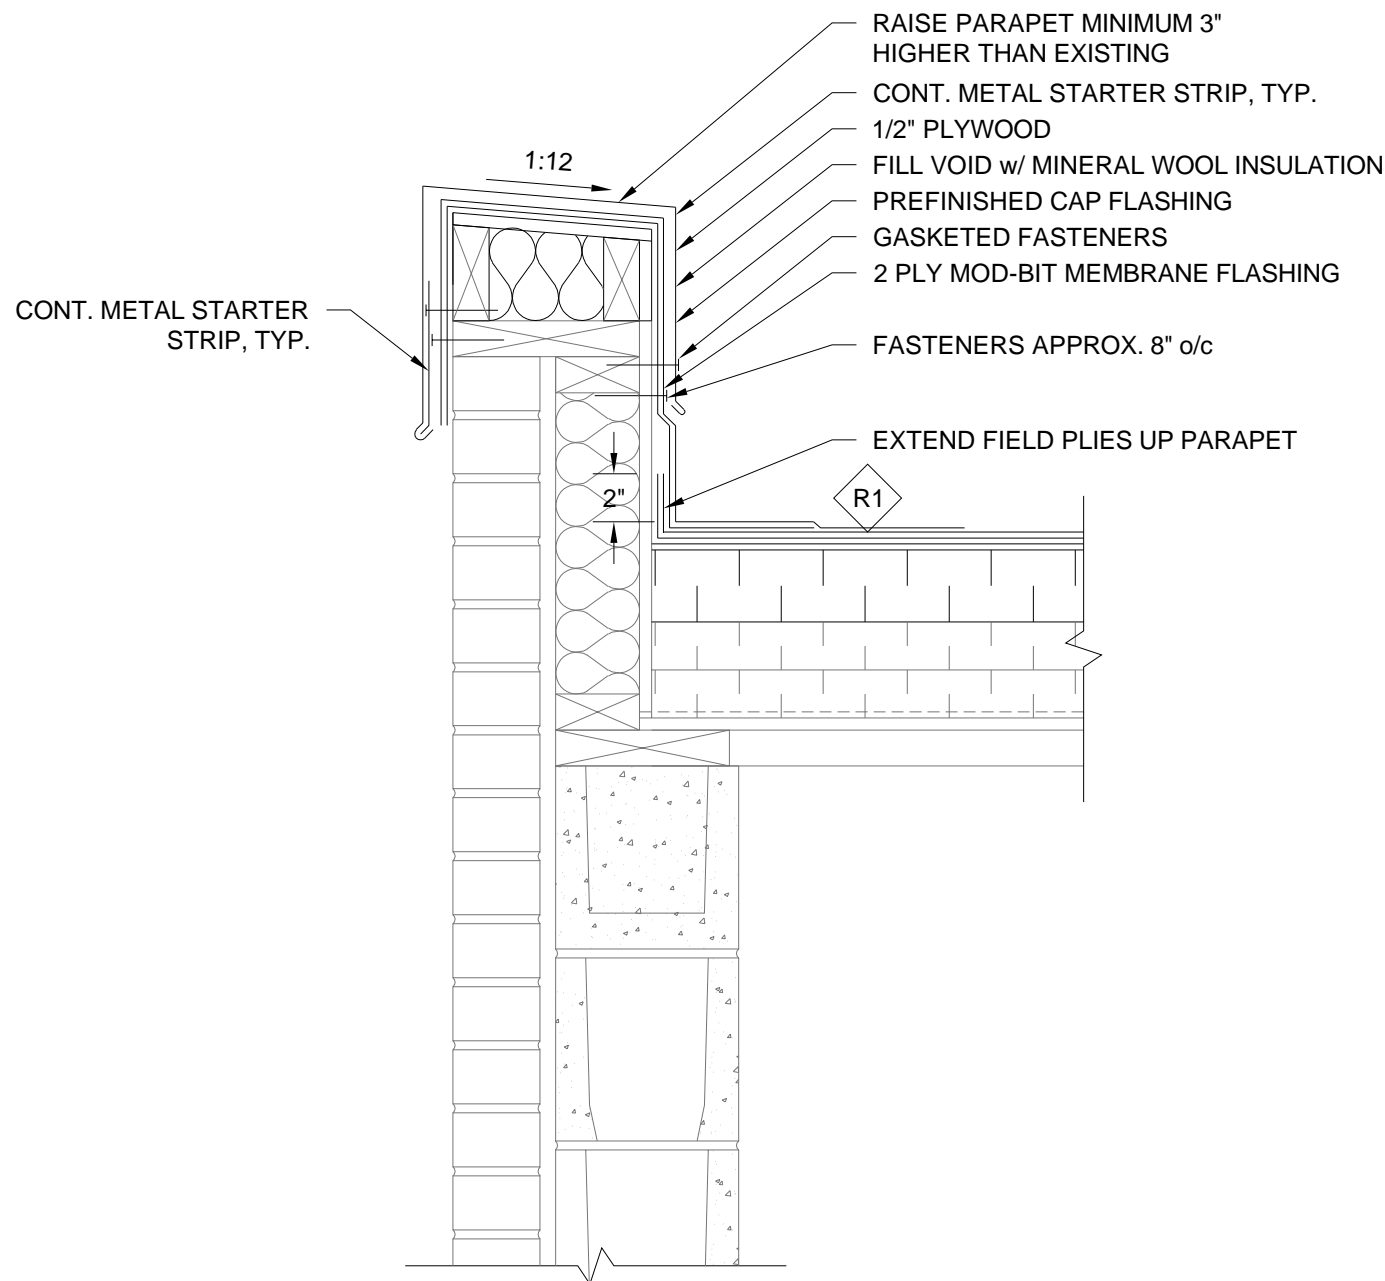 RAISE PARAPET MINIMUM 3"
HIGHER THAN EXISTING
CONT. METAL STARTER STRIP, TYP.
1/2" PLYWOOD
FILL VOID w/ MINERAL WOOL INSULATION
PREFINISHED CAP FLASHING
GASKETED FASTENERS
2 PLY MOD-BIT MEMBRANE FLASHING
1:12
CONT. METAL STARTER
STRIP, TYP.
FASTENERS APPROX. 8" o/c
EXTEND FIELD PLIES UP PARAPET
2"
R1